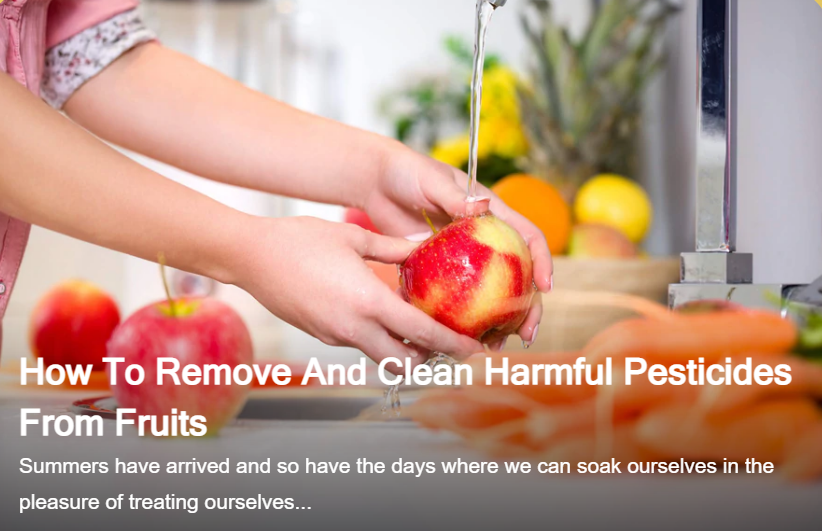 How To Remove And Clean Harmful Pesticides
From Fruits
Summers have arrived and so have the days where we can soak ourselves in the
pleasure of treating ourselves...